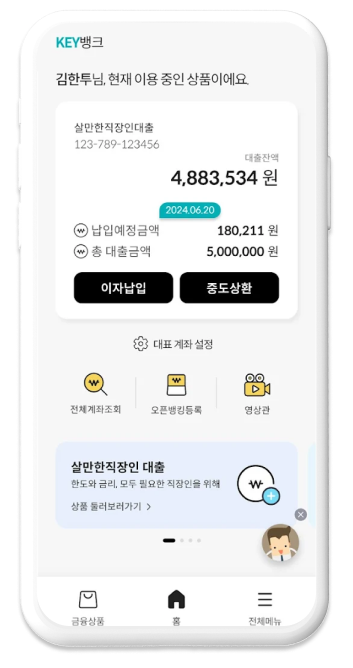 KEY뱅크
김한투님, 현재 이용 중인 상품이에요.
살만한직장인대출
123-789-123456
대출잔액
4,883,534 원
2024.06.20
₩ 납입예정금액 180,211 원
₩ 총 대출금액 5,000,000 원
이자납입 중도상환
대표 계좌 설정
전체계좌조회 오픈뱅킹등록 영상관
살만한직장인 대출
한도와 금리, 모두 필요한 직장인을 위해
상품 둘러보러가기 >
금융상품 홈 전체메뉴